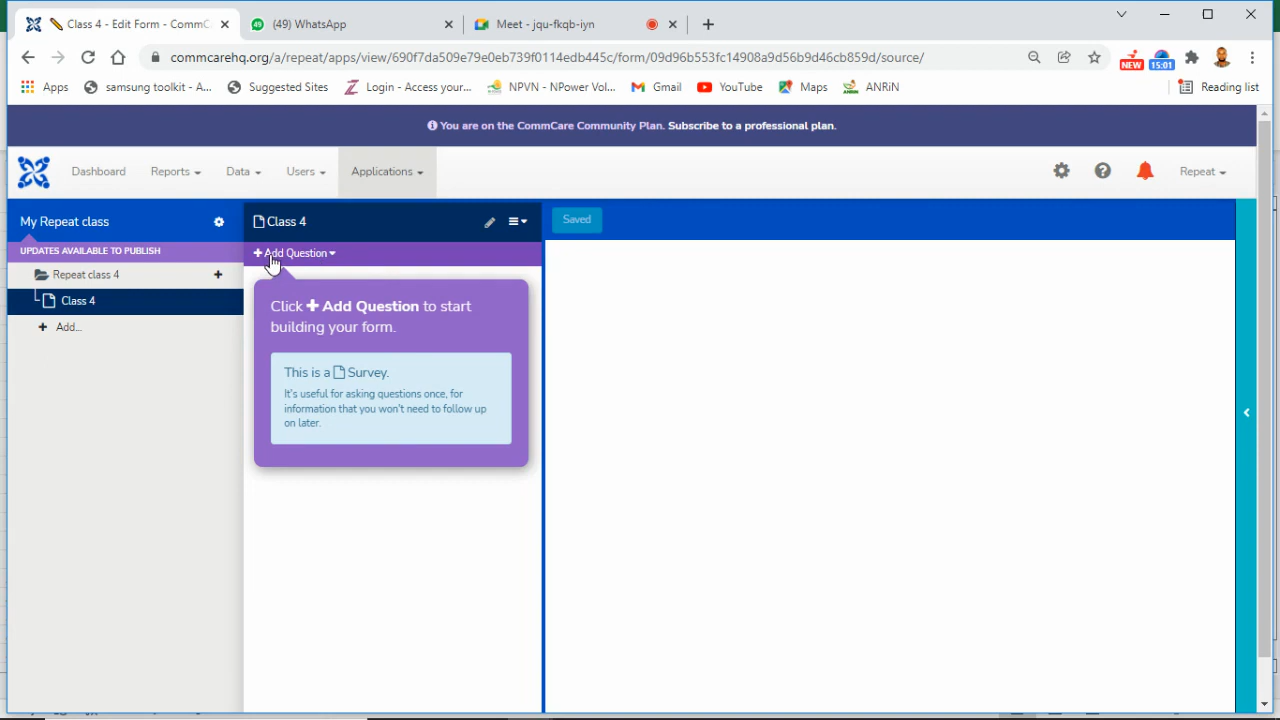 Class 4 - Edit Form - CommC
(49) WhatsApp
Meet - jqu-fkqb-iyn
commcarehq.org/a/repeat/apps/view/690f7da509e79e0eb739f0114edb445c/form/09d96b553fc14908a9d56b9d46cb859d/source/
NEW
15:01
Apps
samsung toolkit - A...
Suggested Sites
Login - Access your...
NPVN - NPower Vol...
Gmail
YouTube
Maps
ANRiN
Reading list
You are on the CommCare Community Plan. Subscribe to a professional plan.
Dashboard
Reports
Data
Users
Applications
Repeat
My Repeat class
Class 4
Saved
UPDATES AVAILABLE TO PUBLISH
+ Add Question
Repeat class 4 +
Class 4
+ Add...
Click + Add Question to start
building your form.
This is a Survey.
It's useful for asking questions once, for
information that you won't need to follow up
on later.